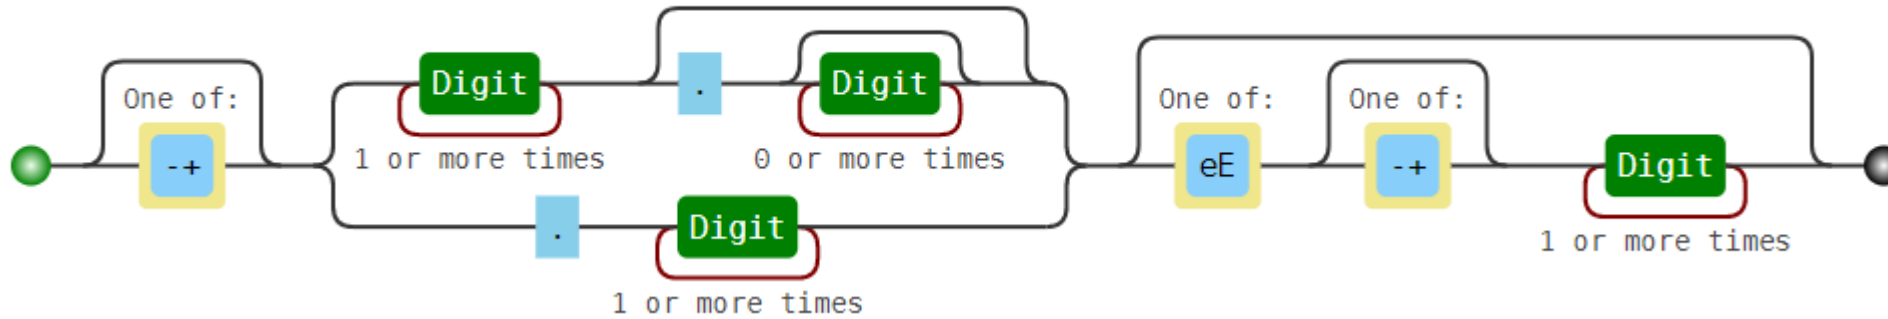 One of:
-+
Digit
1 or more times
.
Digit
0 or more times
.
Digit
1 or more times
One of:
eE
One of:
-+
Digit
1 or more times